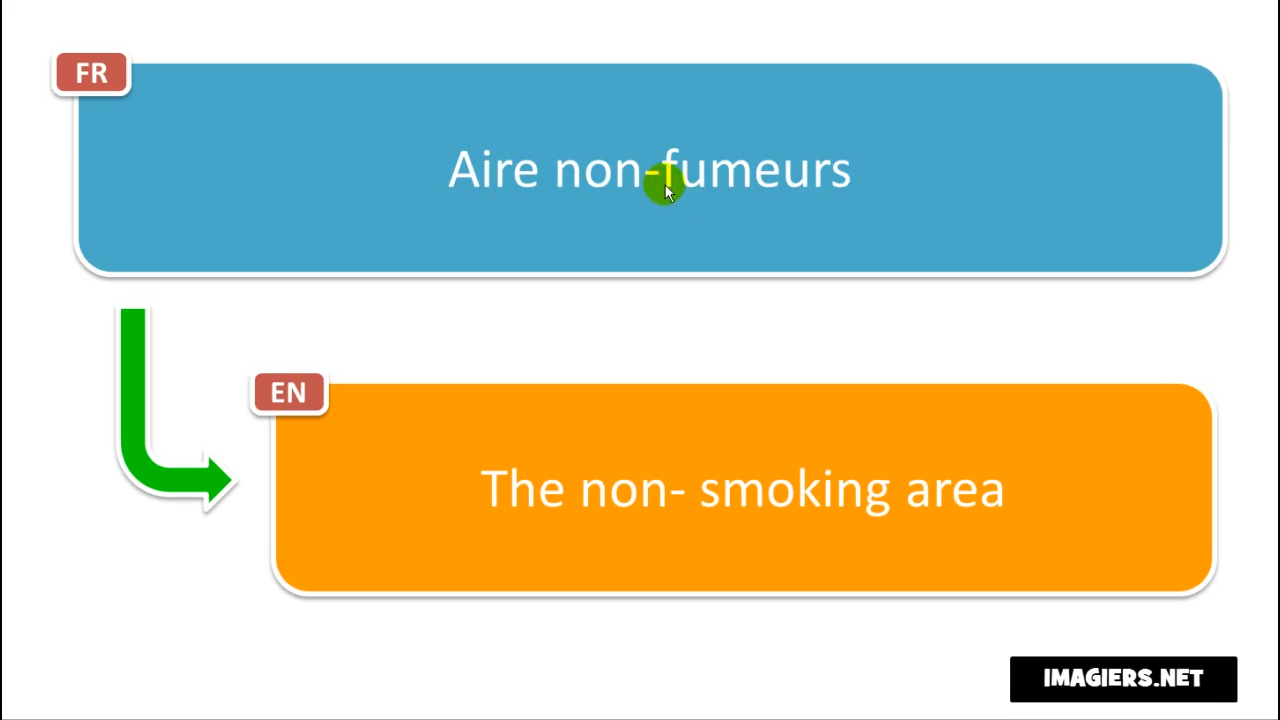 FR
Aire non-fumeurs
EN
The non- smoking area
IMAGIERS.NET